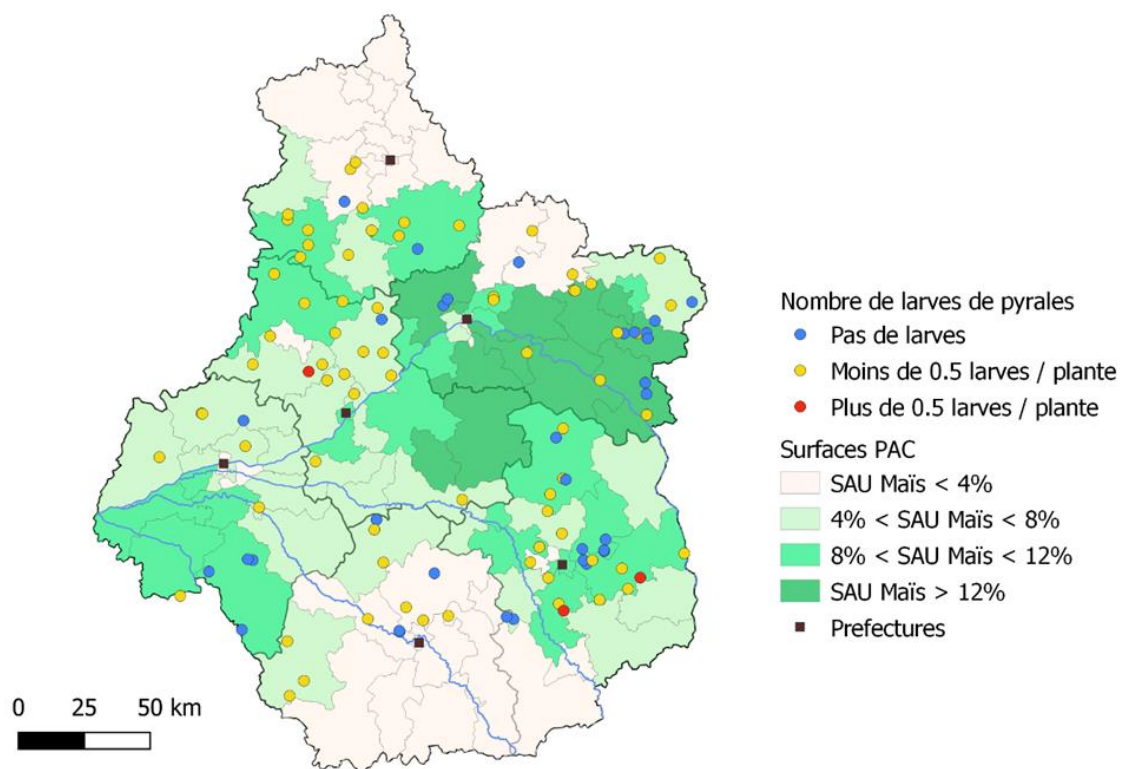 Nombre de larves de pyrales
Pas de larves
Moins de 0.5 larves / plante
Plus de 0.5 larves / plante
Surfaces PAC
SAU Maïs < 4%
4% < SAU Maïs < 8%
8% < SAU Maïs < 12%
SAU Maïs > 12%
Prefectures
0 25 50 km